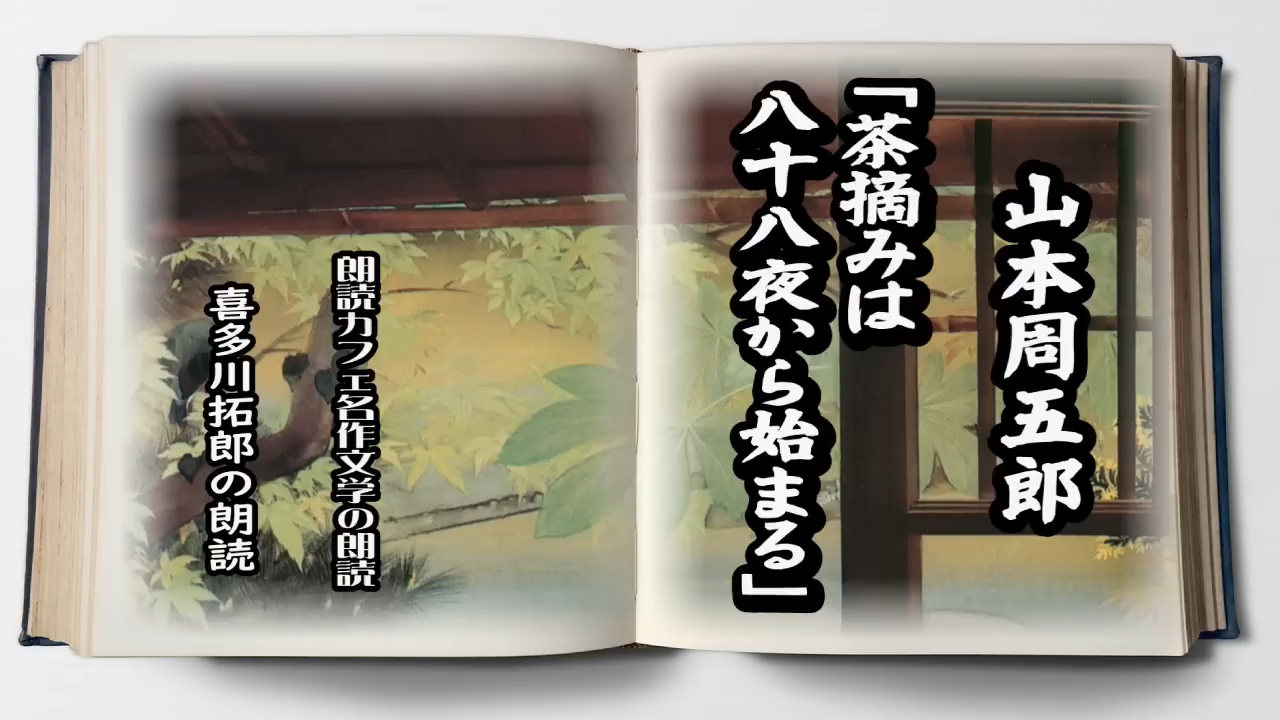 山本周五郎
「茶摘みは
八十八夜から始まる」
朗読カフェ名作文学の朗読
喜多川拓郎の朗読